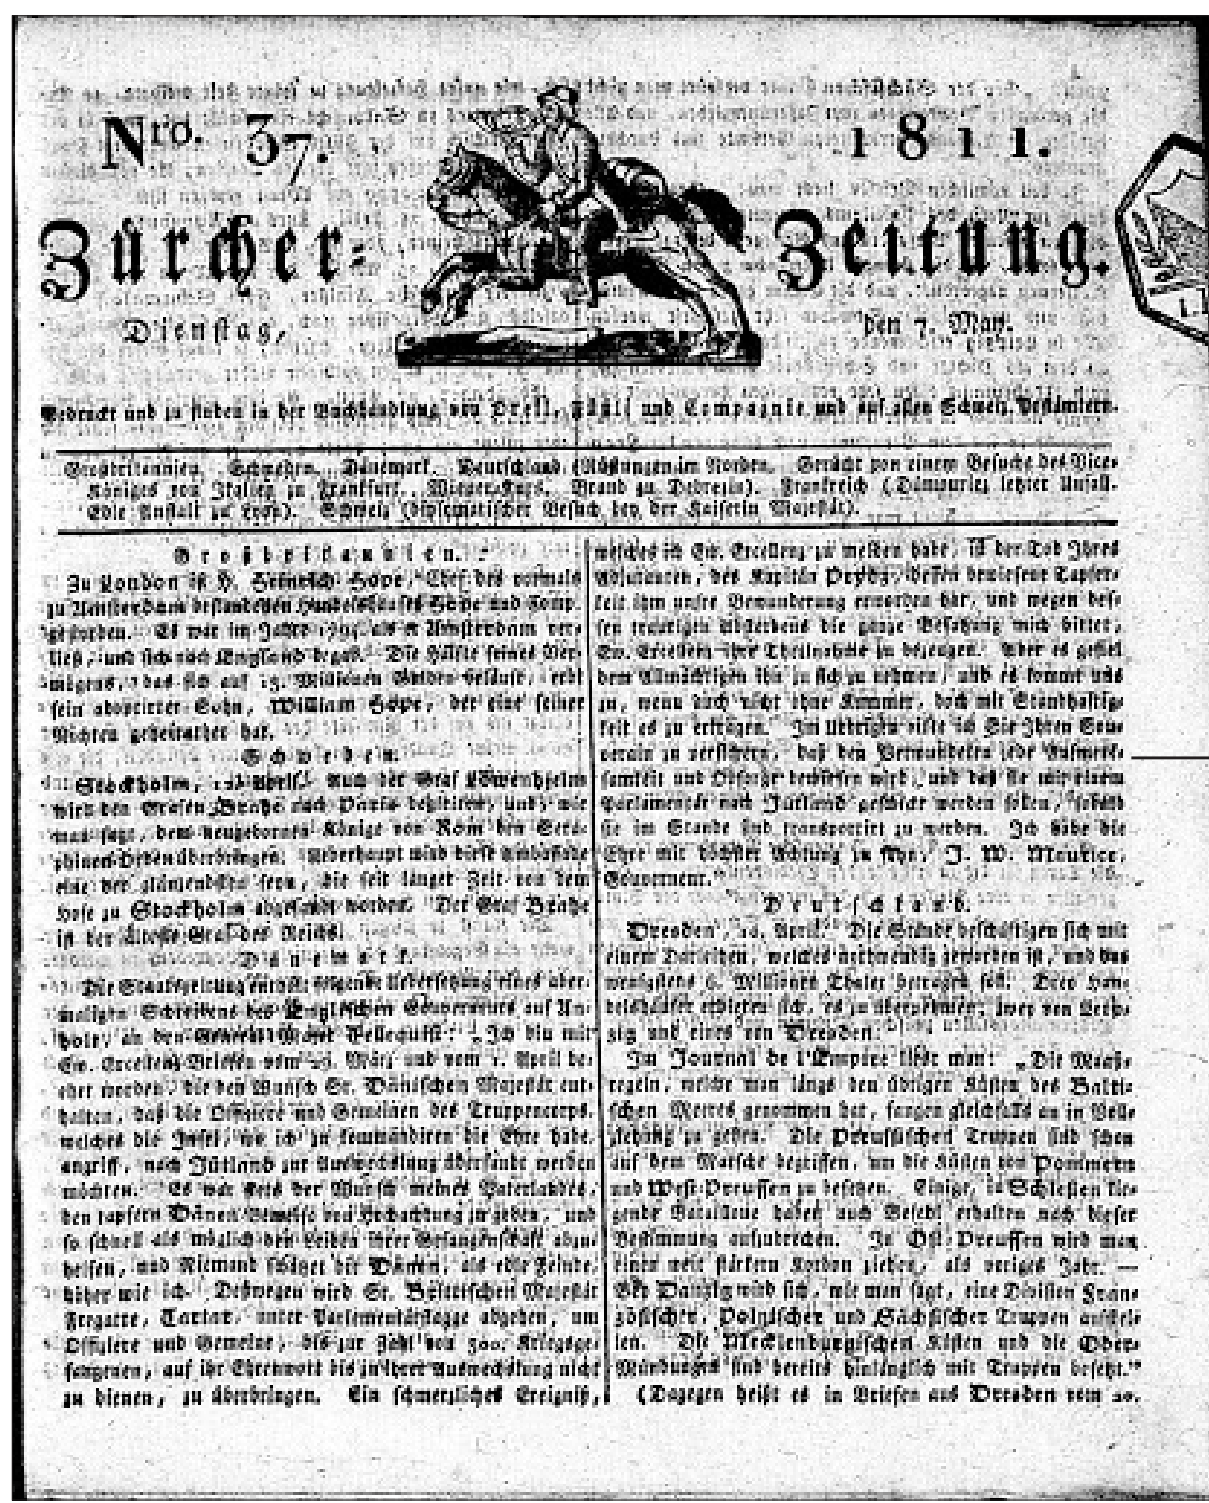 Nro. 37.
1811.
Zürcher-
Zeitung.
Dienstag,
den 7. May.
Gedruckt und zu finden in der Buchhandlung von Orell, Füßli und Compagnie und auf allen Schweiz. Postämtern.
Großbritannien. Schweden. Dänemark. Deutschland (Rüstungen im Norden. Gerücht von einem Besuche des Vice-
Königes von Italien zu Frankfurt. Wiener-Kurs. Brand zu Debrezin). Frankreich (Dümouriez letzter Unfall.
Edle Anstalt zu Lyon). Schweiz (diplomatischer Besuch bey der Kaiserin Majestät).
Großbritannien.
Zu London ist H. Heinrich Hope, Chef des vormals
zu Amsterdam bestandenen Handelshauses Hope und Comp.
gestorben. Es war im Jahr als er Amsterdam ver-
ließ, und sich nach England begab. Die Hälfte seines Ver-
mögens, das sich auf 15. Millionen Gulden beläuft, erbt
sein adoptirter Sohn, William Hope, der eine seiner
Nichten geheirathet hat.
Schweden.
Stockholm, April. Auch der Graf Löwenhjelm
wird den Grafen Brahe nach Paris begleiten, und, wie
man sagt, dem neugebornen Könige von Rom den Sera-
phinen-Orden überbringen. Ueberhaupt wird diese Ambassade
eine der glänzendsten seyn, die seit langer Zeit von dem
Hofe zu Stockholm abgesandt worden. Der Graf Brahe
ist der älteste Graf des Reichs.
Dänemark.
Die Staatszeitung enthält folgende Uebersetzung eines aber-
maligen Schreibens des Englischen Gouverneurs auf An-
holt, an den General-Major Tellequist: „Ich bin mit
Ew. Excellenz Briefen vom März und vom April be-
ehrt worden, die den Wunsch Sr. Dänischen Majestät ent-
halten, daß die Offiziere und Gemeinen des Truppencorps,
welches die Insel, wo ich zu kommandiren die Ehre habe,
angriff, nach Jütland zur Auswechslung übersandt werden
möchten. Es war stets der Wunsch meines Vaterlandes,
den tapfern Dänen Beweise von Hochachtung zu geben, und
so schnell als möglich den Leiden ihrer Gefangenschaft abzu-
helfen, und Niemand schätzet die Dänen, als edle Feinde,
höher wie ich. Deßwegen wird Sr. Brittischen Majestät
Fregatte, Tartar, unter Parlementärflagge abgehen, um
Offiziere und Gemeine, bis zur Zahl von 300. Kriegsge-
fangenen, auf ihr Ehrenwort bis zu ihrer Auswechslung nicht
zu dienen, zu überbringen. Ein schmerzliches Ereigniß,
welches ich Ew. Excellenz zu melden habe, ist der Tod Ihres
Adjutanten, des Kapitän Prydz, dessen bewiesene Tapfer-
keit ihm unsre Bewunderung erworben hat, und wegen des-
sen traurigen Absterbens die ganze Besatzung mich bittet,
Ew. Excellenz ihre Theilnahme zu bezeugen. Aber es gefiel
dem Allmächtigen ihn zu sich zu nehmen, und es kommt uns
zu, wenn auch nicht ohne Kummer, doch mit Standhaftig-
keit es zu ertragen. Im Uebrigen bitte ich Sie Ihren Sou-
verain zu versichern, daß den Verwundeten jede Aufmerk-
samkeit und Obsorge bewiesen wird, und daß sie mit einem
Parlamentär nach Jütland geschickt werden sollen, sobald
sie im Stande sind transportirt zu werden. Ich habe die
Ehre mit höchster Achtung zu seyn, J. W. Maurice,
Gouverneur.“
Deutschland.
Dresden, April. Die Stände beschäftigen sich mit
einem Darleihen, welches nothwendig geworden ist, und das
wenigstens 6. Millionen Thaler betragen soll. Drey Han-
delshäuser erbieten sich, es zu übernehmen; zwey von Leip-
zig und eines von Dresden.
Im Journal de l'Empire liest man: „Die Maaß-
regeln, welche man längs den übrigen Küsten des Balti-
schen Meeres genommen hat, fangen gleichfalls an in Voll-
ziehung zu gehen. Die Preussischen Truppen sind schon
auf dem Marsche begriffen, um die Küsten von Pommern
und West-Preussen zu besetzen. Einige, in Schlesien lie-
gende Bataillone haben auch Befehl erhalten nach dieser
Bestimmung aufzubrechen. In Ost-Preussen wird man
einen weit stärkern Kordon ziehen, als voriges Jahr. —
Bey Danzig wird sich, wie man sagt, eine Division Fran-
zösischer, Polnischer und Sächsischer Truppen aufstel-
len. Die Mecklenburgischen Küsten und die Oder-
Mündungen sind bereits hinlänglich mit Truppen besetzt.“
(Dagegen heißt es in Briefen aus Dresden vom 20.